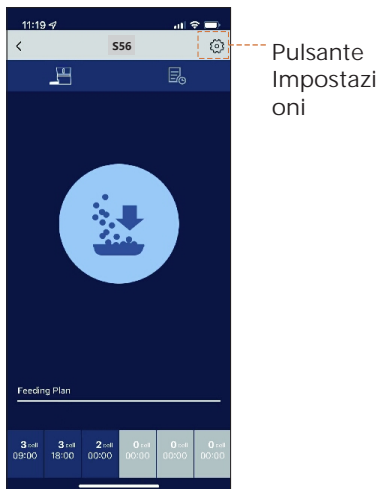 11:19
S56
Pulsante
Impostazi
oni
Feeding Plan
3 cell 3 cell 2 cell 0 cell 0 cell 0 cell
09:00 18:00 00:00 00:00 00:00 00:00